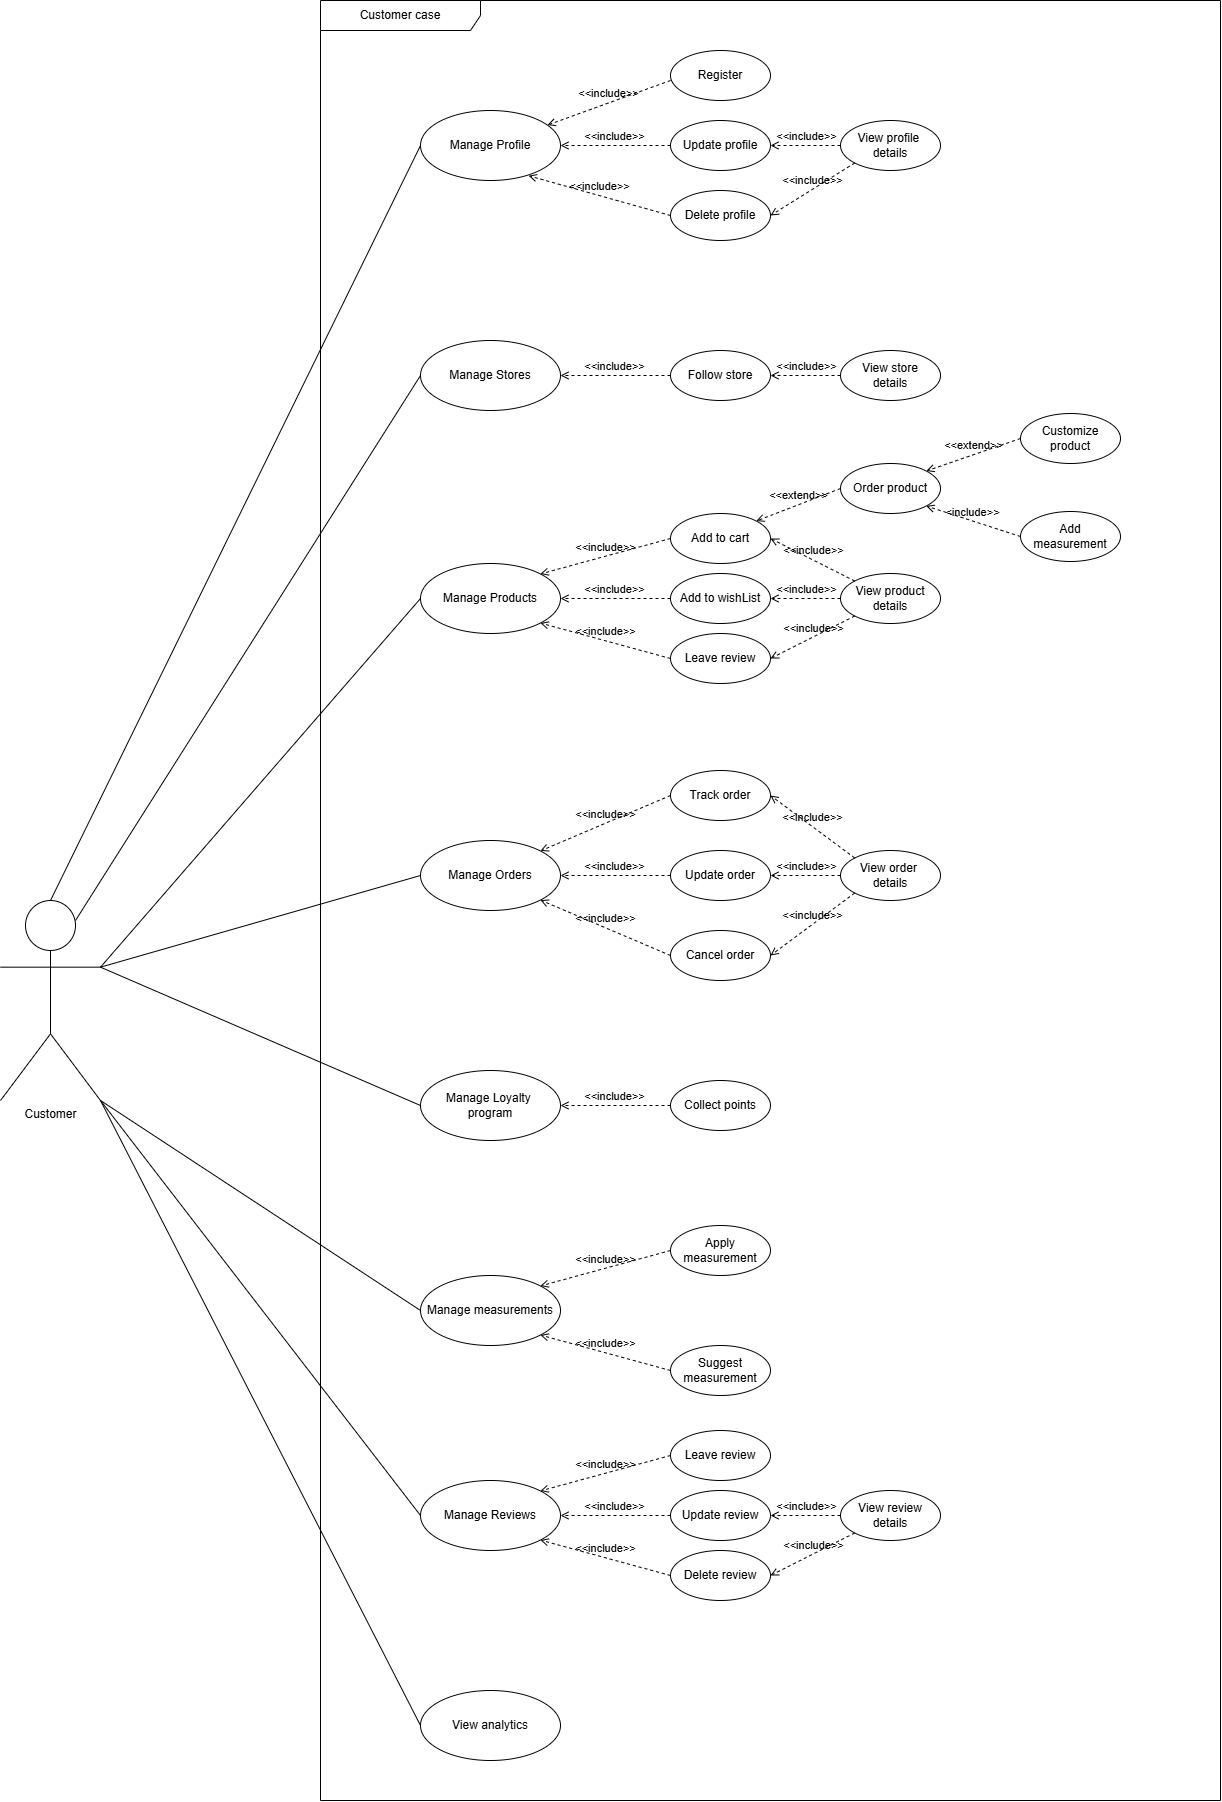 Customer case
Register
<<include>>
Manage Profile
<<include>>
Update profile
<<include>>
View profile
details
<<include>>
<<include>>
Delete profile
Manage Stores
<<include>>
Follow store
<<include>>
View store
details
Customize
product
<<extend>>
Order product
<<extend>>
<<include>>
Add
measurement
Add to cart
<<include>>
<<include>>
Manage Products
<<include>>
Add to wishList
<<include>>
View product
details
<<include>>
<<include>>
Leave review
Track order
<<include>>
<<include>>
Manage Orders
<<include>>
Update order
<<include>>
View order
details
<<include>>
<<include>>
Cancel order
Manage Loyalty
program
<<include>>
Collect points
Customer
Apply
measurement
<<include>>
Manage measurements
<<include>>
Suggest
measurement
Leave review
<<include>>
Manage Reviews
<<include>>
Update review
<<include>>
View review
details
<<include>>
<<include>>
Delete review
View analytics